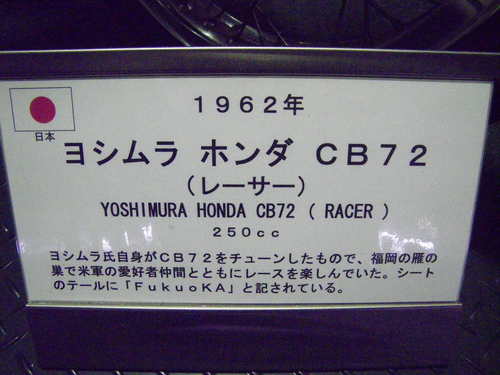 1962年
日本
ヨシムラ ホンダ CB72
(レーサー)
YOSHIMURA HONDA CB72 ( RACER )
250cc
ヨシムラ氏自身がCB72をチューンしたもので、福岡の雁の
巣で米軍の愛好者仲間とともにレースを楽しんでいた。シート
のテールに「FukuoKA」と記されている。